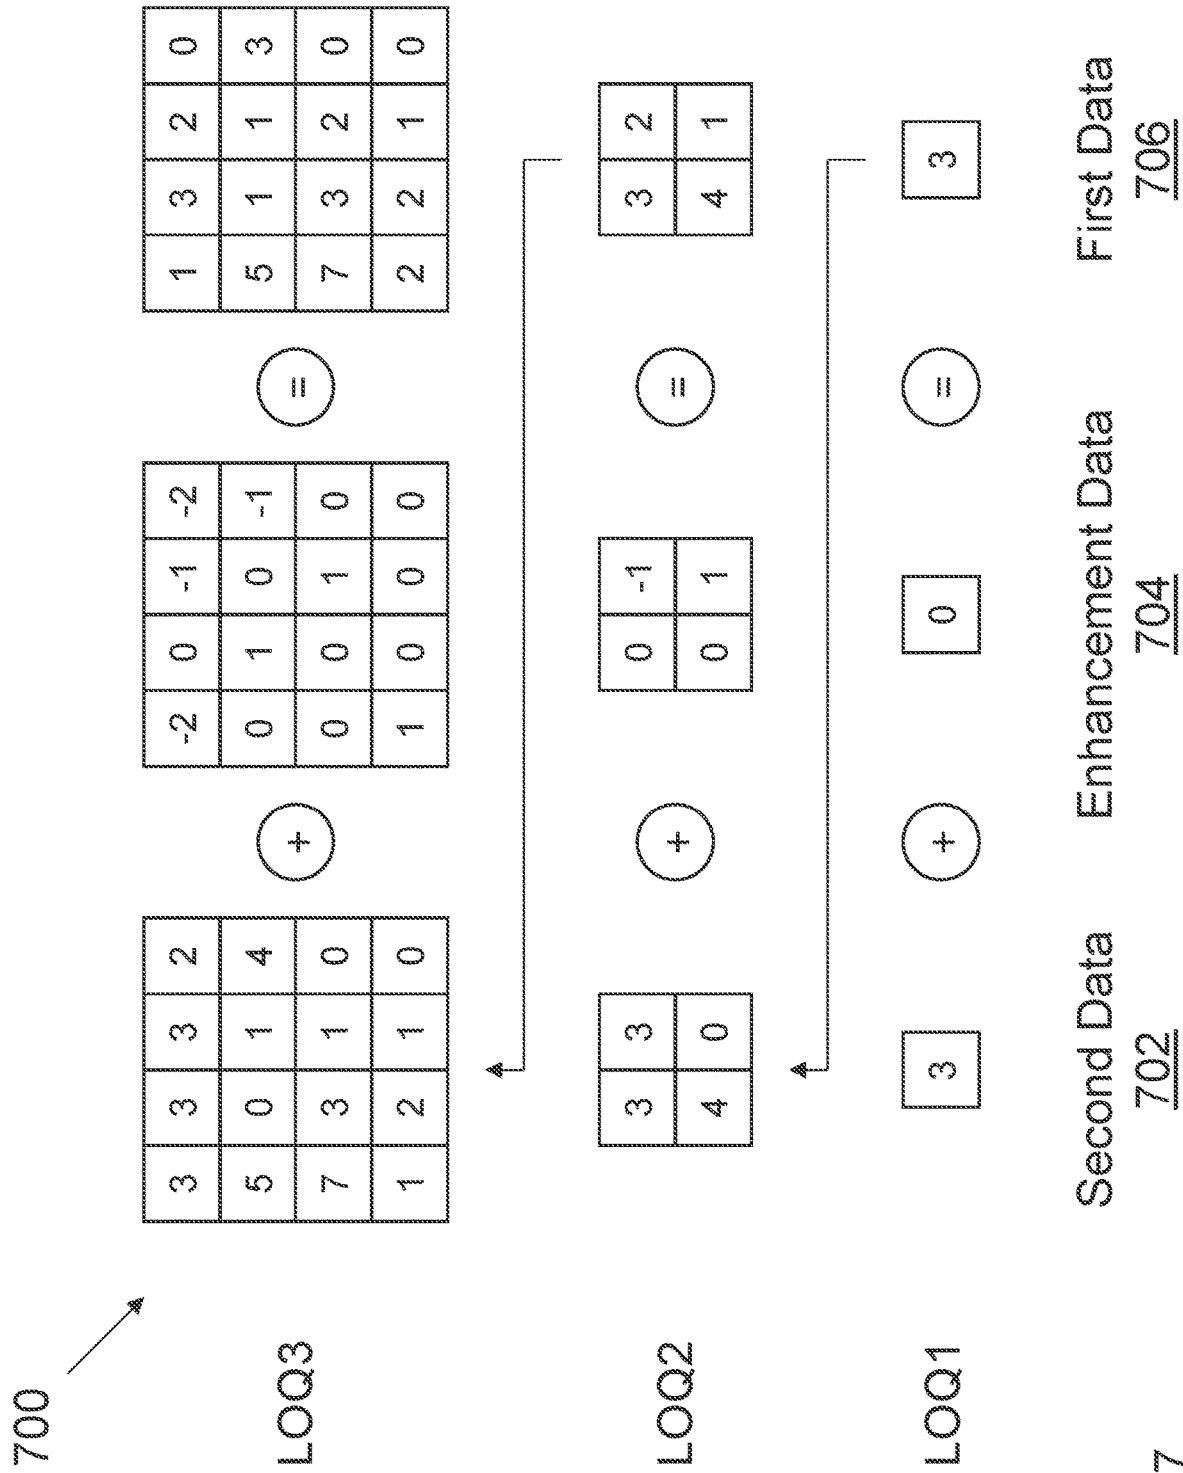 700
3 3 3 2 -2 0 -1 -2 1 3 2 0
5 0 1 4 0 1 0 -1 5 1 1 3
LOQ3 + =
7 3 1 0 0 0 1 0 7 3 2 0
1 2 1 0 1 0 0 0 2 2 1 0
3 3 0 -1 3 2
LOQ2 + =
4 0 0 1 4 1
LOQ1 3 + 0 = 3
Second Data Enhancement Data First Data
702 704 706
7